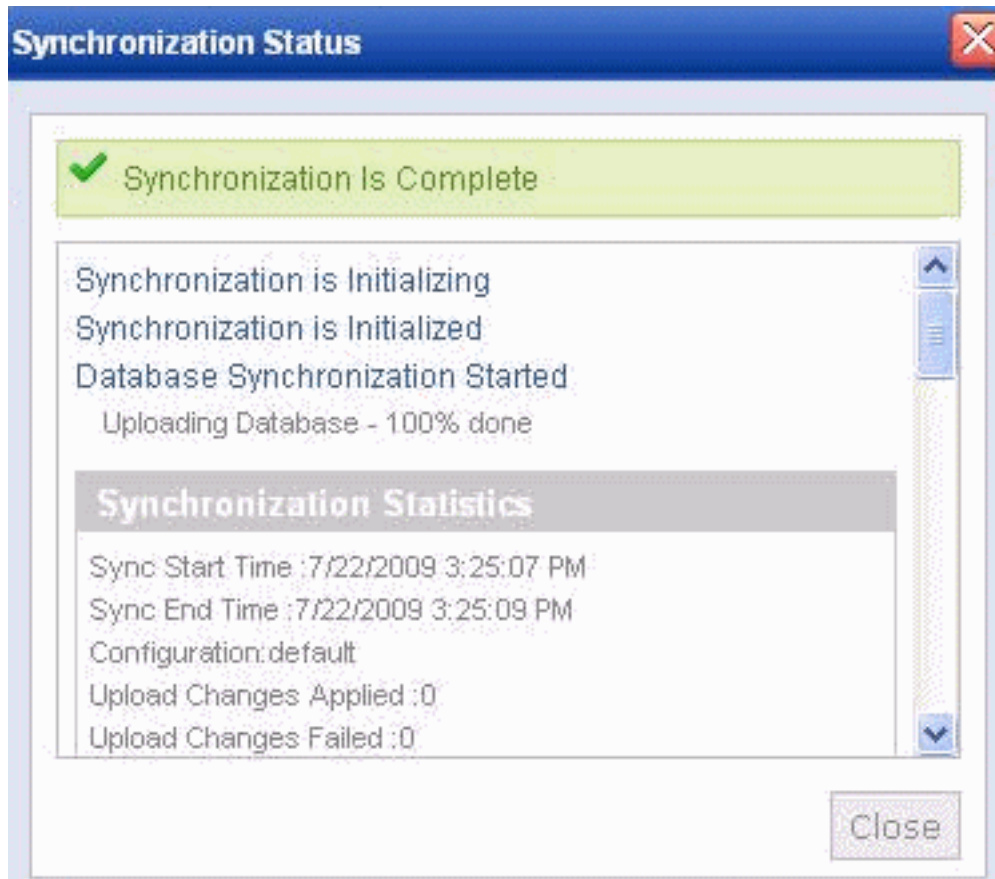 Synchronization Status
Synchronization Is Complete
Synchronization is Initializing
Synchronization is Initialized
Database Synchronization Started
Uploading Database - 100% done
Synchronization Statistics
Sync Start Time :7/22/2009 3:25:07 PM
Sync End Time :7/22/2009 3:25:09 PM
Configuration:default
Upload Changes Applied :0
Upload Changes Failed :0
Close